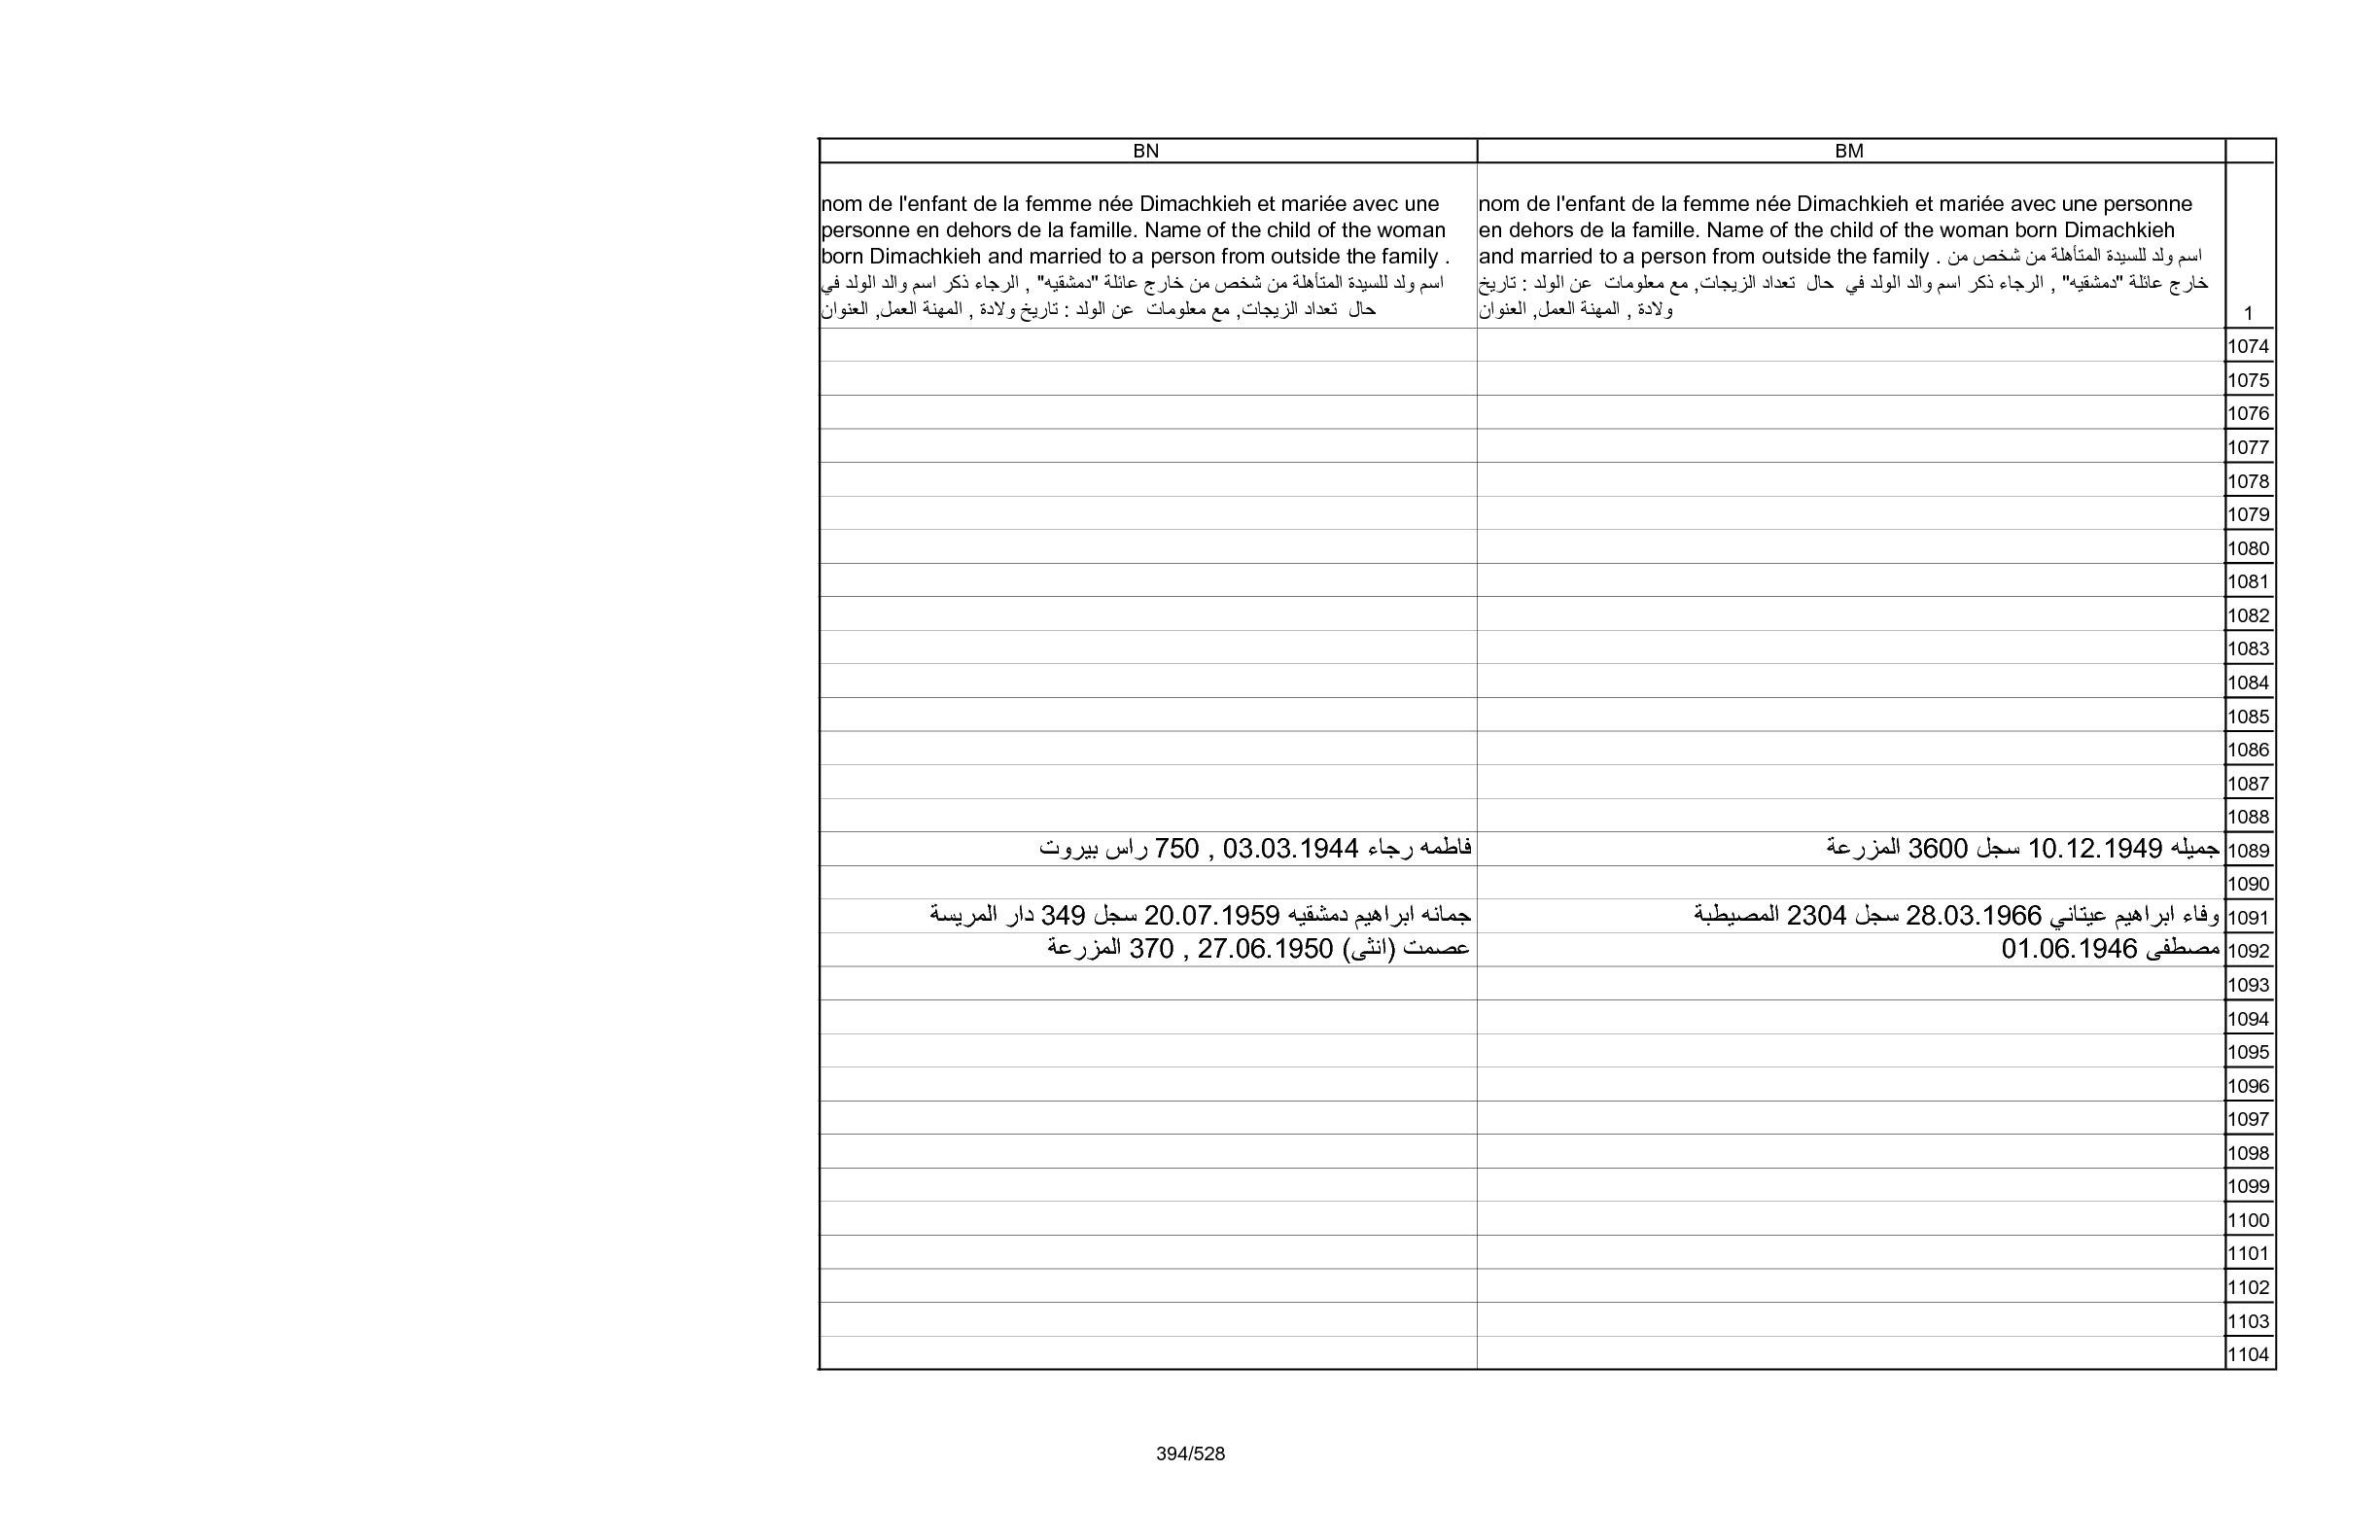 BM
BN
nom de l'enfant de la femme née Dimachkieh et mariée avec une personne
en dehors de la famille. Name of the child of the woman born Dimachkieh
and married to a person from outside the family . اسم ولد للسيدة المتأهلة من شخص من
خارج عائلة "دمشقيه" , الرجاء ذكر اسم والد الولد في حال تعداد الزيجات, مع معلومات عن الولد : تاريخ
ولادة , المهنة العمل, العنوان
nom de l'enfant de la femme née Dimachkieh et mariée avec une
personne en dehors de la famille. Name of the child of the woman
born Dimachkieh and married to a person from outside the family .
اسم ولد للسيدة المتأهلة من شخص من خارج عائلة "دمشقيه" , الرجاء ذكر اسم والد الولد في
حال تعداد الزيجات, مع معلومات عن الولد : تاريخ ولادة , المهنة العمل, العنوان
1
1074
1075
1076
1077
1078
1079
1080
1081
1082
1083
1084
1085
1086
1087
1088
1089 جميله 10.12.1949 سجل 3600 المزرعة
فاطمه رجاء 03.03.1944 , 750 راس بيروت
1090
1091 وفاء ابراهيم عيتاني 28.03.1966 سجل 2304 المصيطبة
جمانه ابراهيم دمشقيه 20.07.1959 سجل 349 دار المريسة
1092 مصطفى 01.06.1946
عصمت (انثى) 27.06.1950 , 370 المزرعة
1093
1094
1095
1096
1097
1098
1099
1100
1101
1102
1103
1104
394/528